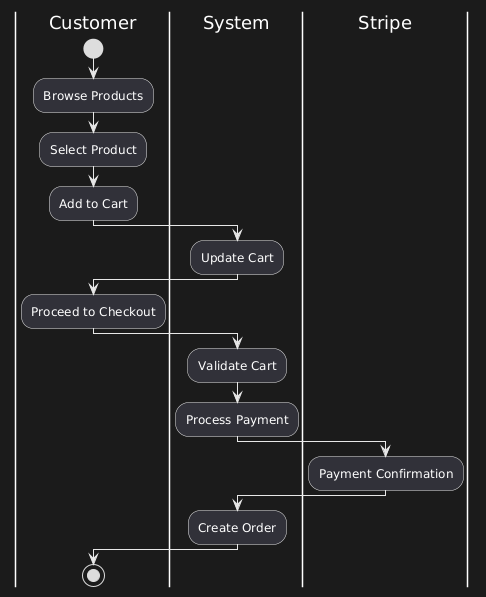 Customer
System
Stripe
Browse Products
Select Product
Add to Cart
Update Cart
Proceed to Checkout
Validate Cart
Process Payment
Payment Confirmation
Create Order